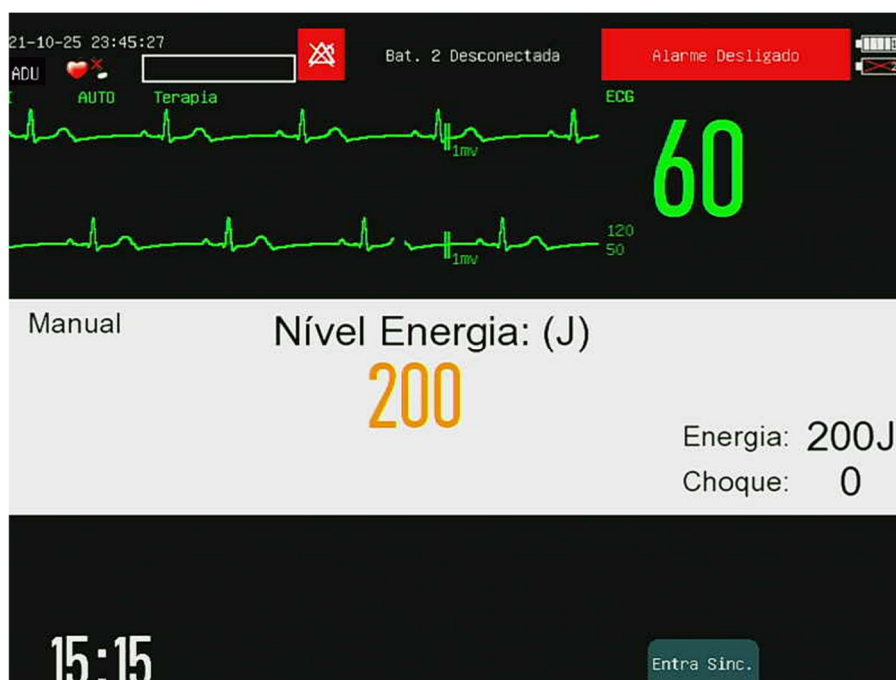 21-10-25 23:45:27
Bat. 2 Desconectada
Alarme Desligado
ADU
AUTO
Terapia
ECG
60
1mv
120
50
1mv
Manual
Nível Energia: (J)
200
Energia: 200J
Choque: 0
15:15
Entra Sinc.